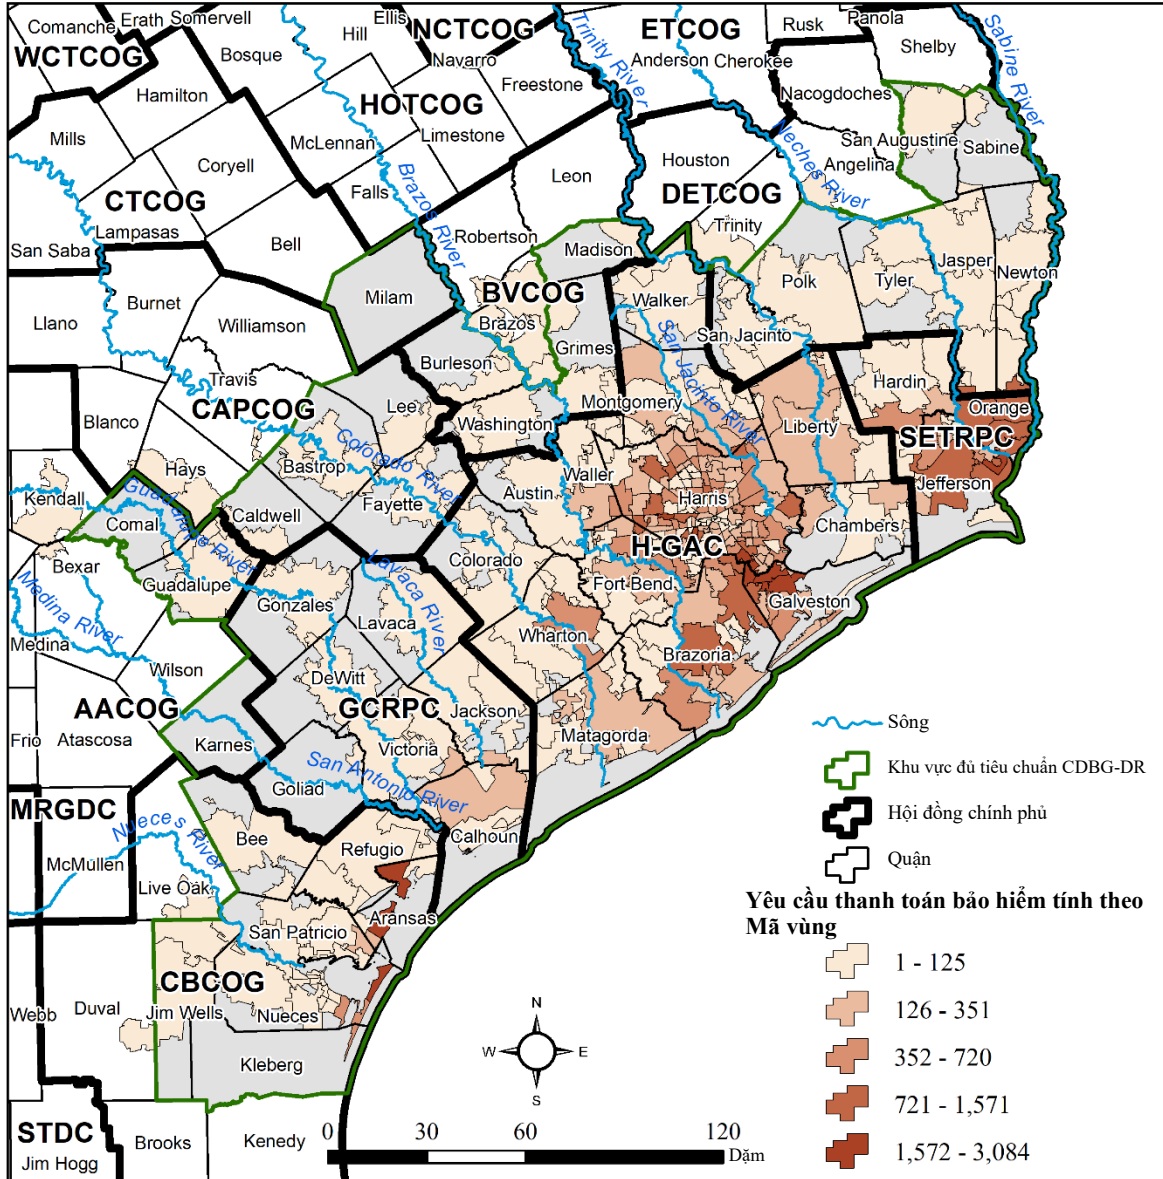 Comanche
Erath
Somervell
Ellis
Hill
NCTCOG
Navarro
Trinity River
ETCOG
Anderson
Cherokee
Rusk
Panola
Shelby
Sabine River
WCTCOG
Bosque
Hamilton
HOTCOG
Freestone
Nacogdoches
Mills
McLennan
Limestone
Houston
Neches River
San Augustine
Sabine
Angelina
Coryell
Falls
Brazos River
Leon
DETCOG
CTCOG
Lampasas
Bell
Robertson
Madison
Trinity
San Saba
Burnet
Milam
BVCOG
Walker
Polk
Tyler
Jasper
Newton
Llano
Williamson
Brazos
Grimes
San Jacinto
San Jacinto River
Burleson
Travis
Blanco
CAPCOG
Lee
Washington
Montgomery
Liberty
Hardin
Orange
SETRPC
Hays
Bastrop
Colorado River
Waller
Jefferson
Kendall
Guadalupe River
Comal
Caldwell
Fayette
Austin
Harris
Chambers
Bexar
Medina River
Guadalupe
Lavaca River
Colorado
H-GAC
Fort Bend
Galveston
Gonzales
Lavaca
Wharton
Brazoria
Medina
Wilson
DeWitt
AACOG
GCRPC
Jackson
Matagorda
Frio
Atascosa
Karnes
Victoria
Goliad
San Antonio River
MRGDC
Nueces River
Bee
Refugio
Calhoun
McMullen
Live Oak
Aransas
San Patricio
CBCOG
Webb
Duval
Jim Wells
Nueces
Kleberg
STDC
Jim Hogg
Brooks
Kenedy
Sông
Khu vực đủ tiêu chuẩn CDBG-DR
Hội đồng chính phủ
Quận
Yêu cầu thanh toán bảo hiểm tính theo
Mã vùng
1 - 125
126 - 351
352 - 720
721 - 1,571
1,572 - 3,084
N
W
E
S
0 30 60 120
Dặm